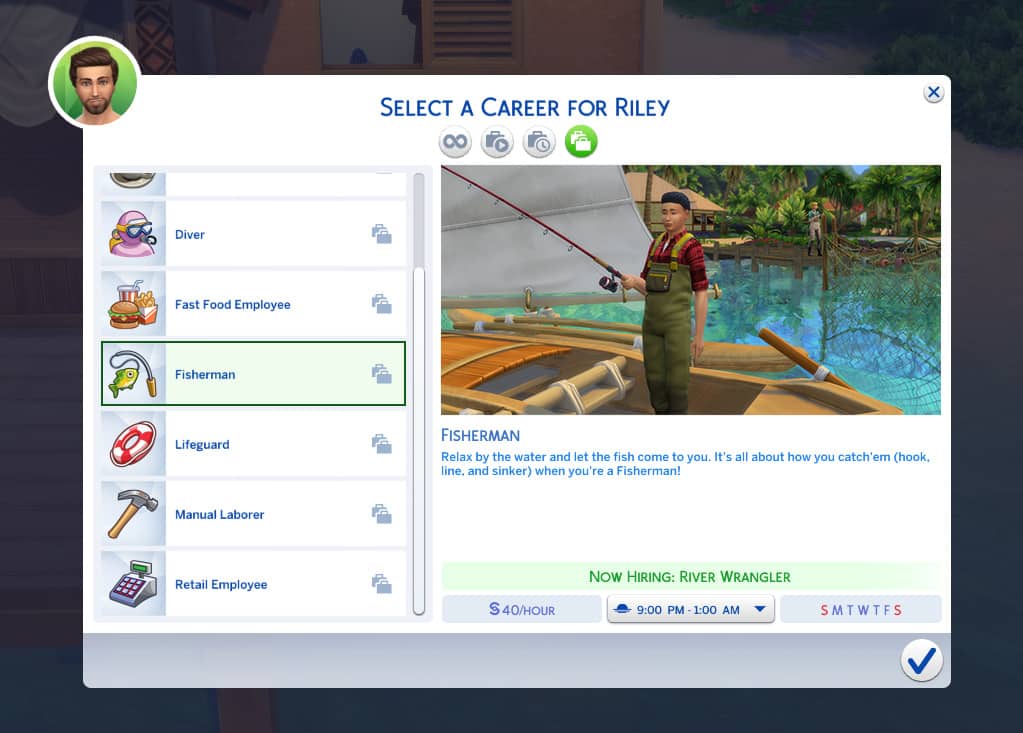 SELECT A CAREER FOR RILEY
Diver
Fast Food Employee
Fisherman
Lifeguard
Manual Laborer
Retail Employee
FISHERMAN
Relax by the water and let the fish come to you. It's all about how you catch'em (hook,
line, and sinker) when you're a Fisherman!
NOW HIRING: RIVER WRANGLER
§40/HOUR
9:00 PM - 1:00 AM
S M T W T F S